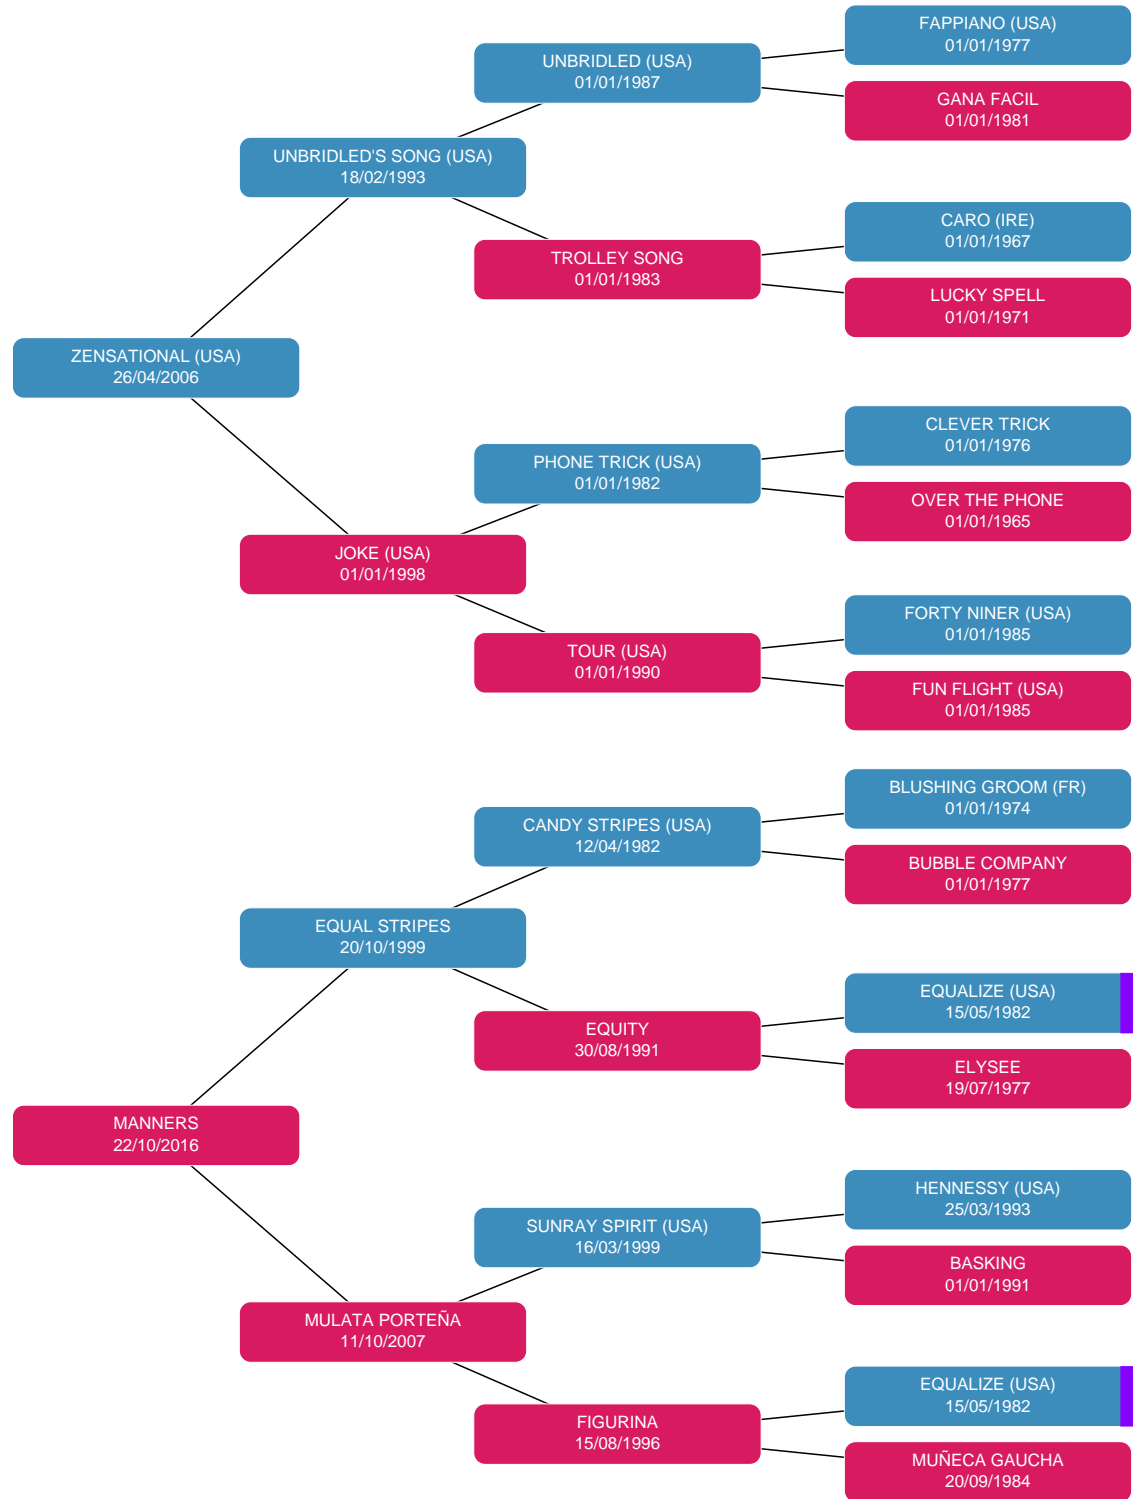 FAPPIANO (USA)
01/01/1977
UNBRIDLED (USA)
01/01/1987
GANA FACIL
01/01/1981
UNBRIDLED'S SONG (USA)
18/02/1993
CARO (IRE)
01/01/1967
TROLLEY SONG
01/01/1983
LUCKY SPELL
01/01/1971
ZENSATIONAL (USA)
26/04/2006
CLEVER TRICK
01/01/1976
PHONE TRICK (USA)
01/01/1982
OVER THE PHONE
01/01/1965
JOKE (USA)
01/01/1998
FORTY NINER (USA)
01/01/1985
TOUR (USA)
01/01/1990
FUN FLIGHT (USA)
01/01/1985
BLUSHING GROOM (FR)
01/01/1974
CANDY STRIPES (USA)
12/04/1982
BUBBLE COMPANY
01/01/1977
EQUAL STRIPES
20/10/1999
EQUALIZE (USA)
15/05/1982
EQUITY
30/08/1991
ELYSEE
19/07/1977
MANNERS
22/10/2016
HENNESSY (USA)
25/03/1993
SUNRAY SPIRIT (USA)
16/03/1999
BASKING
01/01/1991
MULATA PORTEÑA
11/10/2007
EQUALIZE (USA)
15/05/1982
FIGURINA
15/08/1996
MUÑECA GAUCHA
20/09/1984